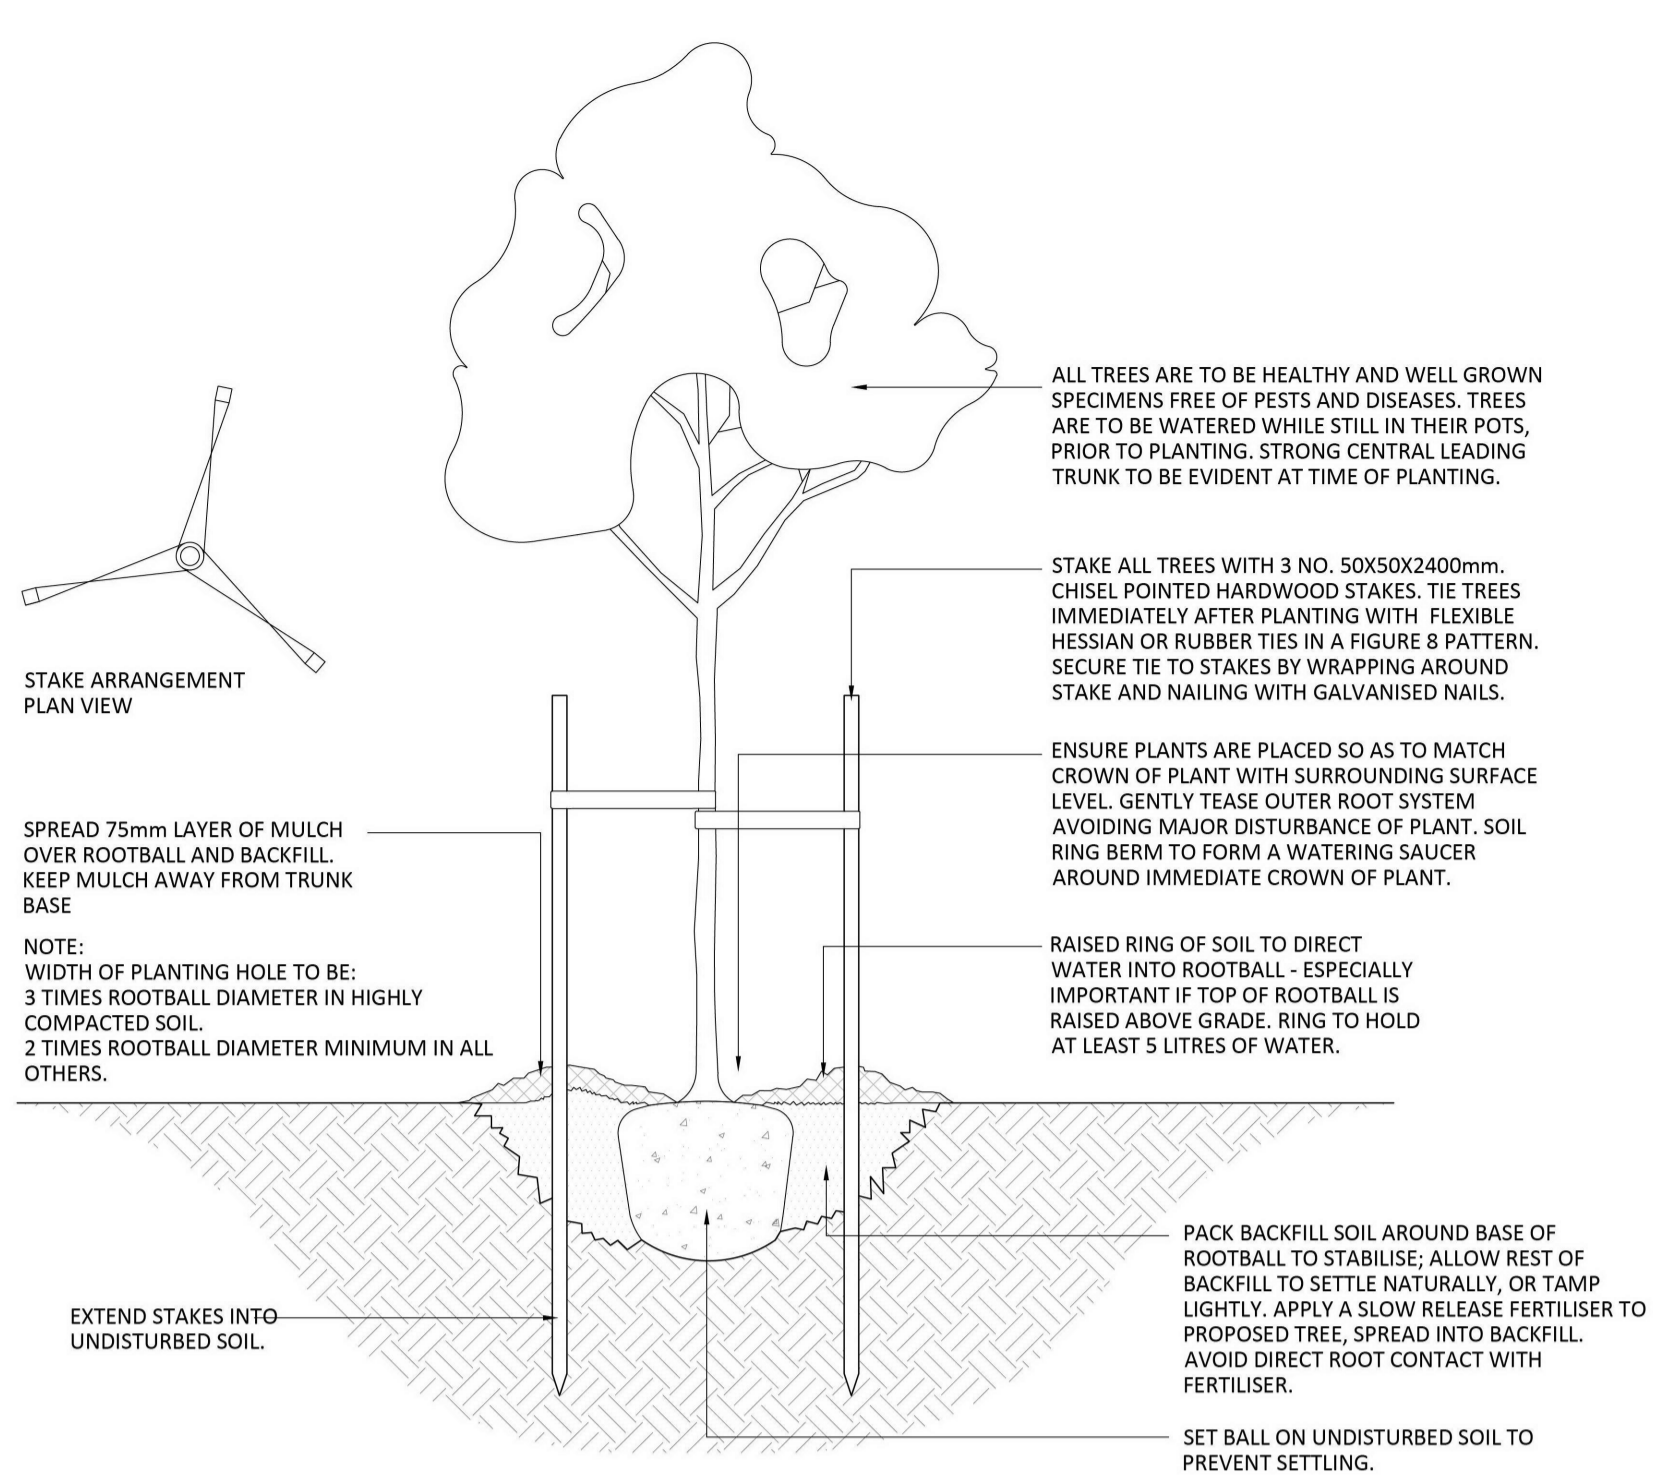 ALL TREES ARE TO BE HEALTHY AND WELL GROWN
SPECIMENS FREE OF PESTS AND DISEASES. TREES
ARE TO BE WATERED WHILE STILL IN THEIR POTS,
PRIOR TO PLANTING. STRONG CENTRAL LEADING
TRUNK TO BE EVIDENT AT TIME OF PLANTING.
STAKE ALL TREES WITH 3 NO. 50X50X2400mm.
CHISEL POINTED HARDWOOD STAKES. TIE TREES
IMMEDIATELY AFTER PLANTING WITH FLEXIBLE
HESSIAN OR RUBBER TIES IN A FIGURE 8 PATTERN.
SECURE TIE TO STAKES BY WRAPPING AROUND
STAKE AND NAILING WITH GALVANISED NAILS.
STAKE ARRANGEMENT
PLAN VIEW
ENSURE PLANTS ARE PLACED SO AS TO MATCH
CROWN OF PLANT WITH SURROUNDING SURFACE
LEVEL. GENTLY TEASE OUTER ROOT SYSTEM
AVOIDING MAJOR DISTURBANCE OF PLANT. SOIL
RING BERM TO FORM A WATERING SAUCER
AROUND IMMEDIATE CROWN OF PLANT.
SPREAD 75mm LAYER OF MULCH
OVER ROOTBALL AND BACKFILL.
KEEP MULCH AWAY FROM TRUNK
BASE
NOTE:
WIDTH OF PLANTING HOLE TO BE:
3 TIMES ROOTBALL DIAMETER IN HIGHLY
COMPACTED SOIL.
2 TIMES ROOTBALL DIAMETER MINIMUM IN ALL
OTHERS.
RAISED RING OF SOIL TO DIRECT
WATER INTO ROOTBALL - ESPECIALLY
IMPORTANT IF TOP OF ROOTBALL IS
RAISED ABOVE GRADE. RING TO HOLD
AT LEAST 5 LITRES OF WATER.
PACK BACKFILL SOIL AROUND BASE OF
ROOTBALL TO STABILISE; ALLOW REST OF
BACKFILL TO SETTLE NATURALLY, OR TAMP
LIGHTLY. APPLY A SLOW RELEASE FERTILISER TO
PROPOSED TREE, SPREAD INTO BACKFILL.
AVOID DIRECT ROOT CONTACT WITH
FERTILISER.
EXTEND STAKES INTO
UNDISTURBED SOIL.
SET BALL ON UNDISTURBED SOIL TO
PREVENT SETTLING.